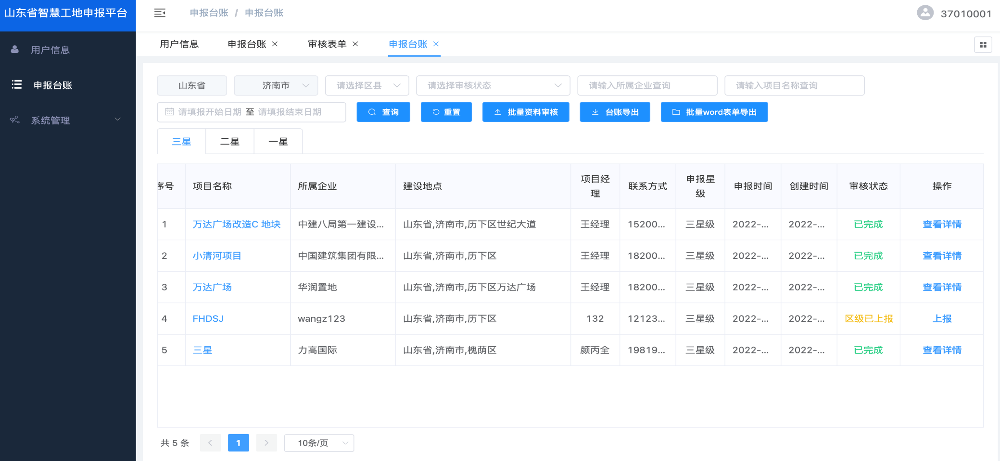 山东省智慧工地申报平台
申报台账 / 申报台账
37010001
用户信息
申报台账
系统管理
用户信息 申报台账 审核表单 申报台账
山东省 济南市 请选择区县 请选择审核状态 请输入所属企业查询 请输入项目名称查询
请填报开始日期 至 请填报结束日期 查询 重置 批量资料审核 台账导出 批量word表单导出
三星 二星 一星
序号 项目名称 所属企业 建设地点 项目经理 联系方式 申报星级 申报时间 创建时间 审核状态 操作
1 万达广场改造C 地块 中建八局第一建设... 山东省,济南市,历下区世纪大道 王经理 15200... 三星级 2022-... 2022-... 已完成 查看详情
2 小清河项目 中国建筑集团有限... 山东省,济南市,历下区 王经理 18200... 三星级 2022-... 2022-... 已完成 查看详情
3 万达广场 华润置地 山东省,济南市,历下区万达广场 王经理 18200... 三星级 2022-... 2022-... 已完成 查看详情
4 FHDSJ wangz123 山东省,济南市,历下区 132 12123... 三星级 2022-... 2022-... 区级已上报 上报
5 三星 力高国际 山东省,济南市,槐荫区 颜丙全 19819... 三星级 2022-... 2022-... 已完成 查看详情
共 5 条 1 10条/页